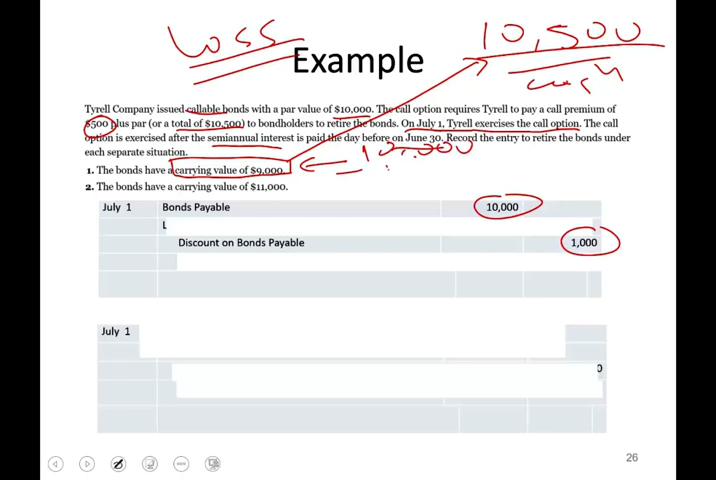 Loss
10,500
cash
Example
Tyrell Company issued callable bonds with a par value of $10,000. The call option requires Tyrell to pay a call premium of
$500 plus par (or a total of $10,500) to bondholders to retire the bonds. On July 1, Tyrell exercises the call option. The call
option is exercised after the semiannual interest is paid the day before on June 30. Record the entry to retire the bonds under
each separate situation.
1. The bonds have a carrying value of $9,000.
2. The bonds have a carrying value of $11,000.
July 1 Bonds Payable 10,000
L
Discount on Bonds Payable 1,000
July 1
0
26